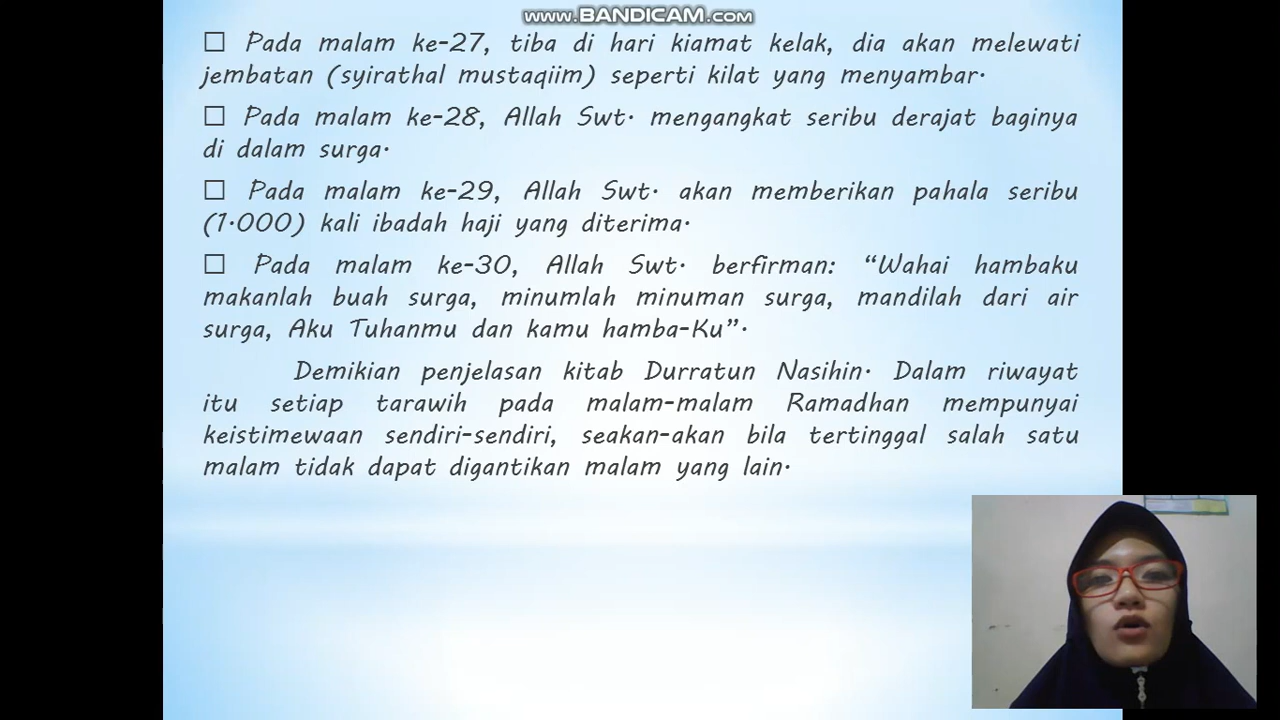 www.BANDICAM.com
□ Pada malam ke-27, tiba di hari kiamat kelak, dia akan melewati
jembatan (syirathal mustaqiim) seperti kilat yang menyambar.
□ Pada malam ke-28, Allah Swt. mengangkat seribu derajat baginya
di dalam surga.
□ Pada malam ke-29, Allah Swt. akan memberikan pahala seribu
(1.000) kali ibadah haji yang diterima.
□ Pada malam ke-30, Allah Swt. berfirman: “Wahai hambaku
makanlah buah surga, minumlah minuman surga, mandilah dari air
surga, Aku Tuhanmu dan kamu hamba-Ku”.
Demikian penjelasan kitab Durratun Nasihin. Dalam riwayat
itu setiap tarawih pada malam-malam Ramadhan mempunyai
keistimewaan sendiri-sendiri, seakan-akan bila tertinggal salah satu
malam tidak dapat digantikan malam yang lain.